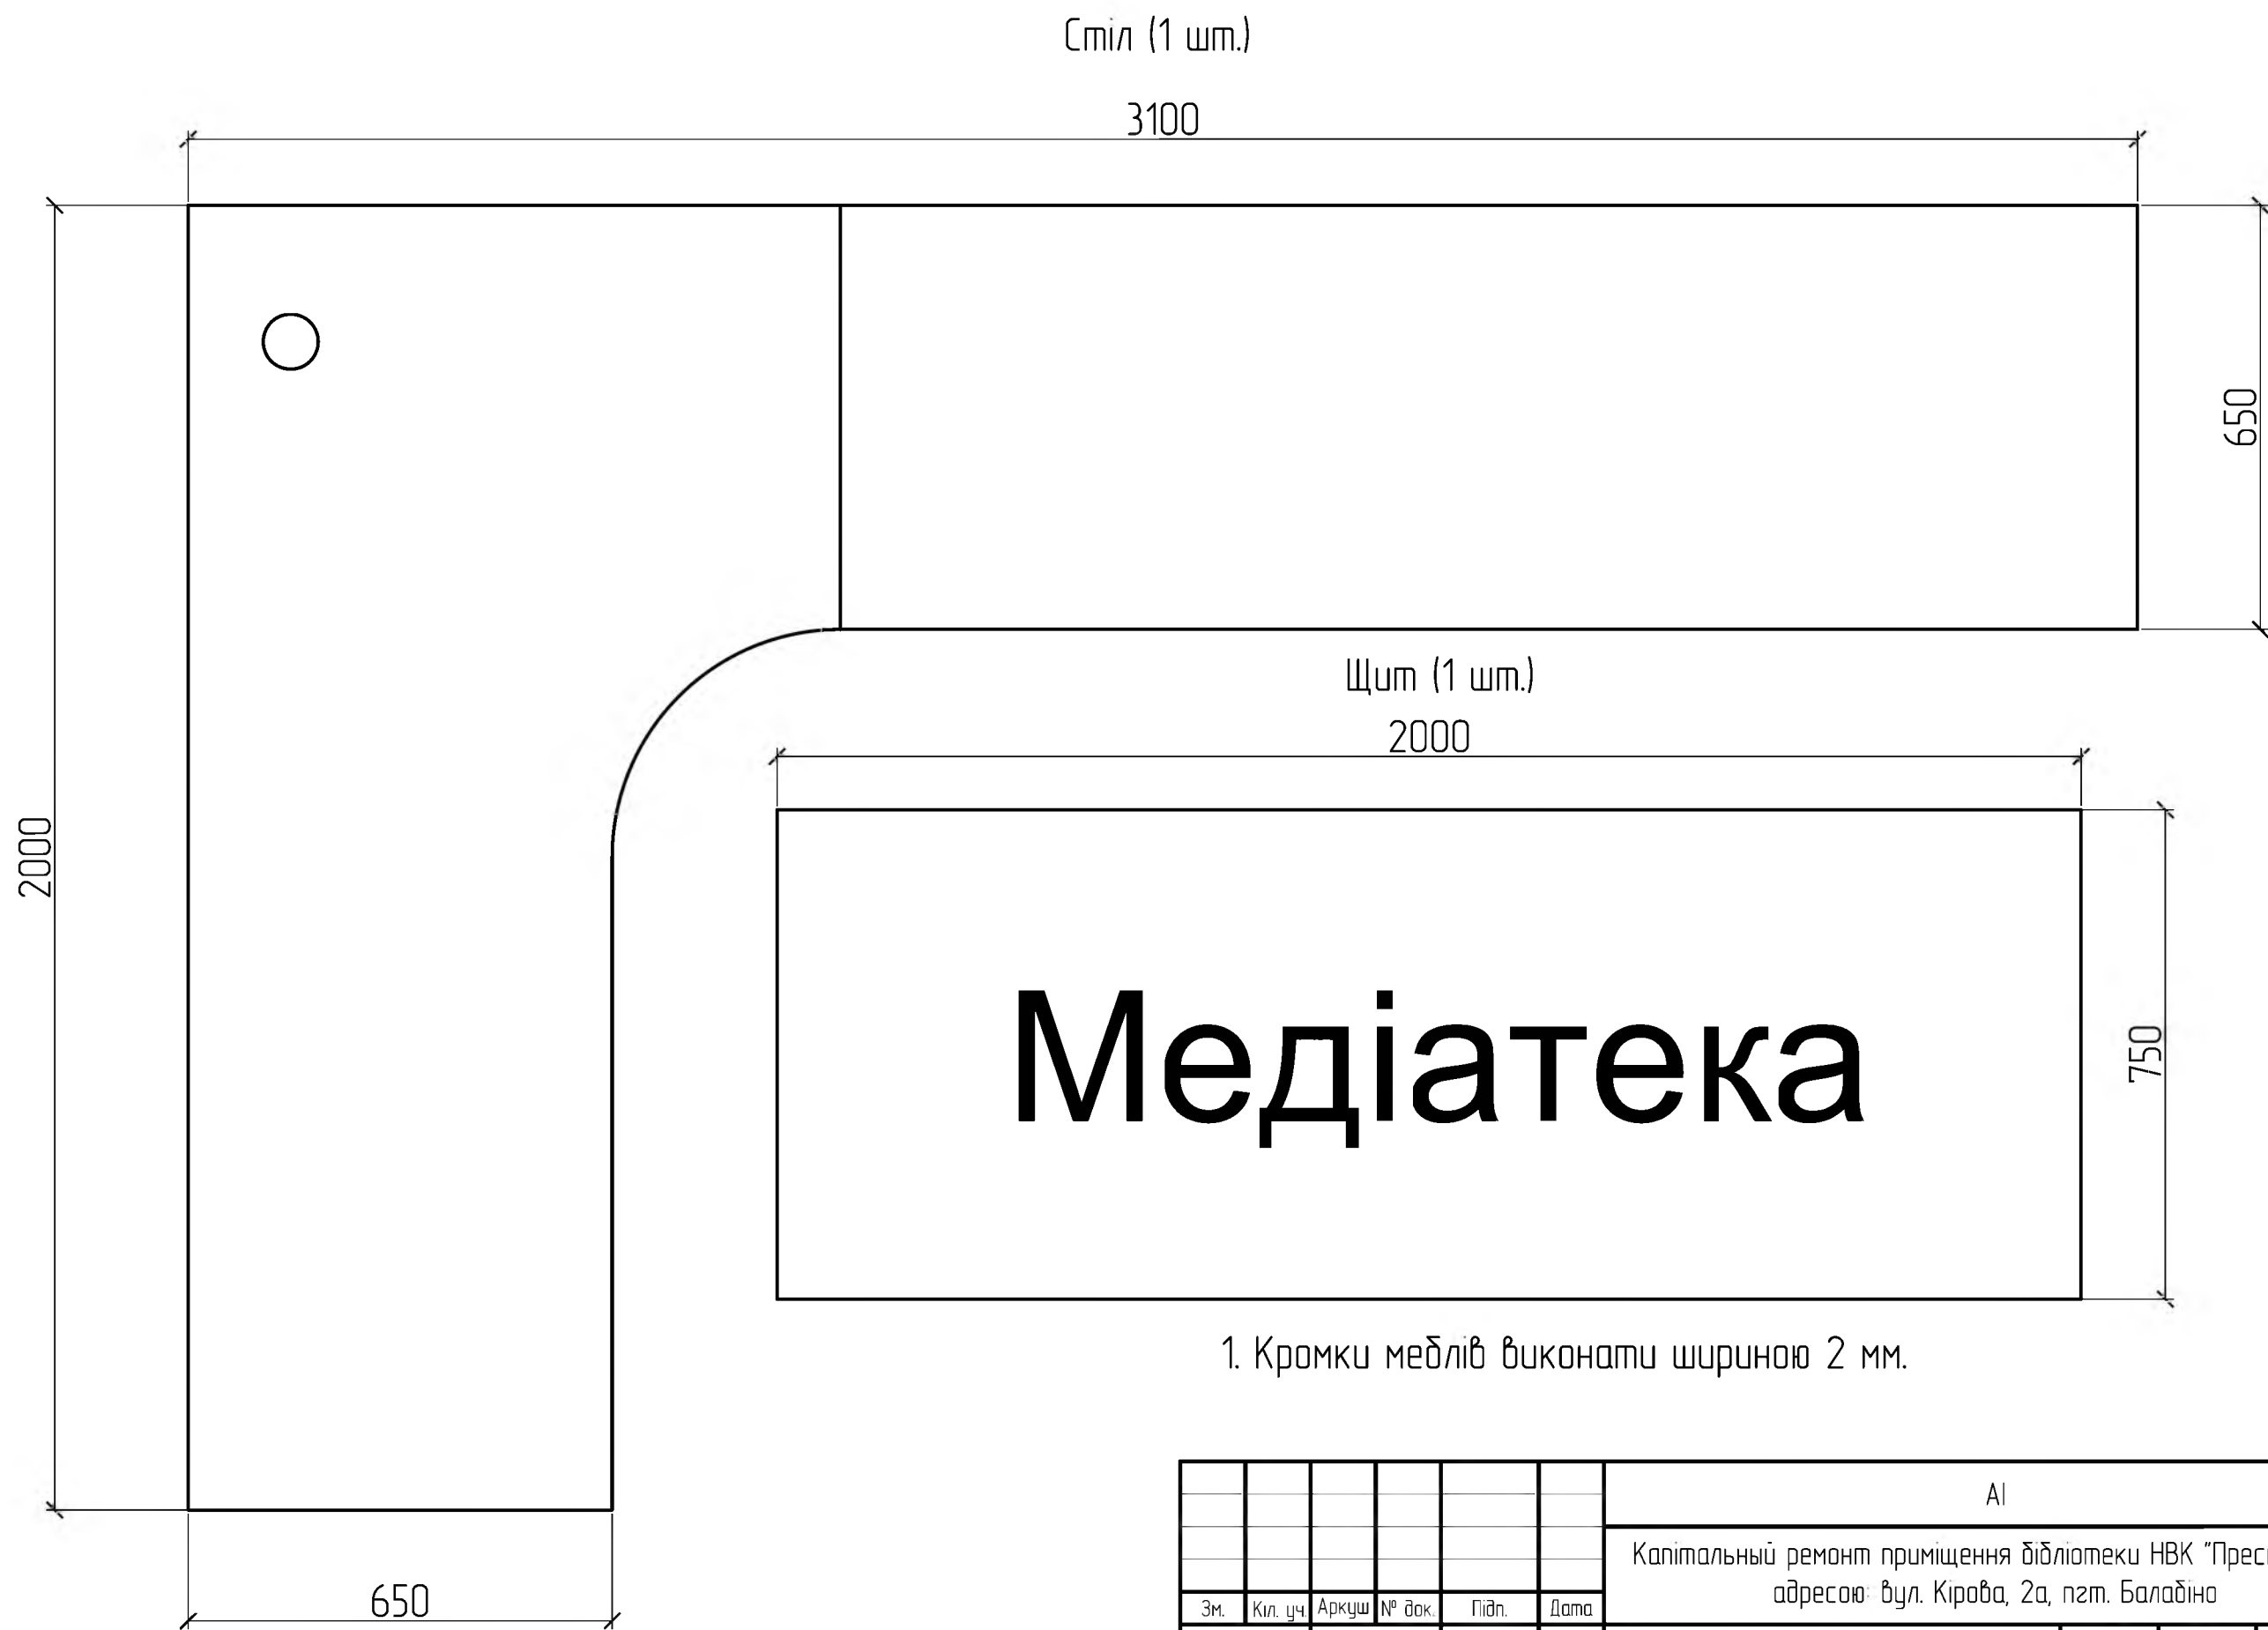 Стіл (1 шт.)
3100
650
2000
Щит (1 шт.)
2000
Медіатека
750
1. Кромки меблів виконати шириною 2 мм.
650
АІ
Капітальный ремонт приміщення бібліотеки НВК "Прес
адресою: вул. Кірова, 2а, пгт. Балабіно
Зм. Кіл. уч. Аркуш № док. Підп. Дата